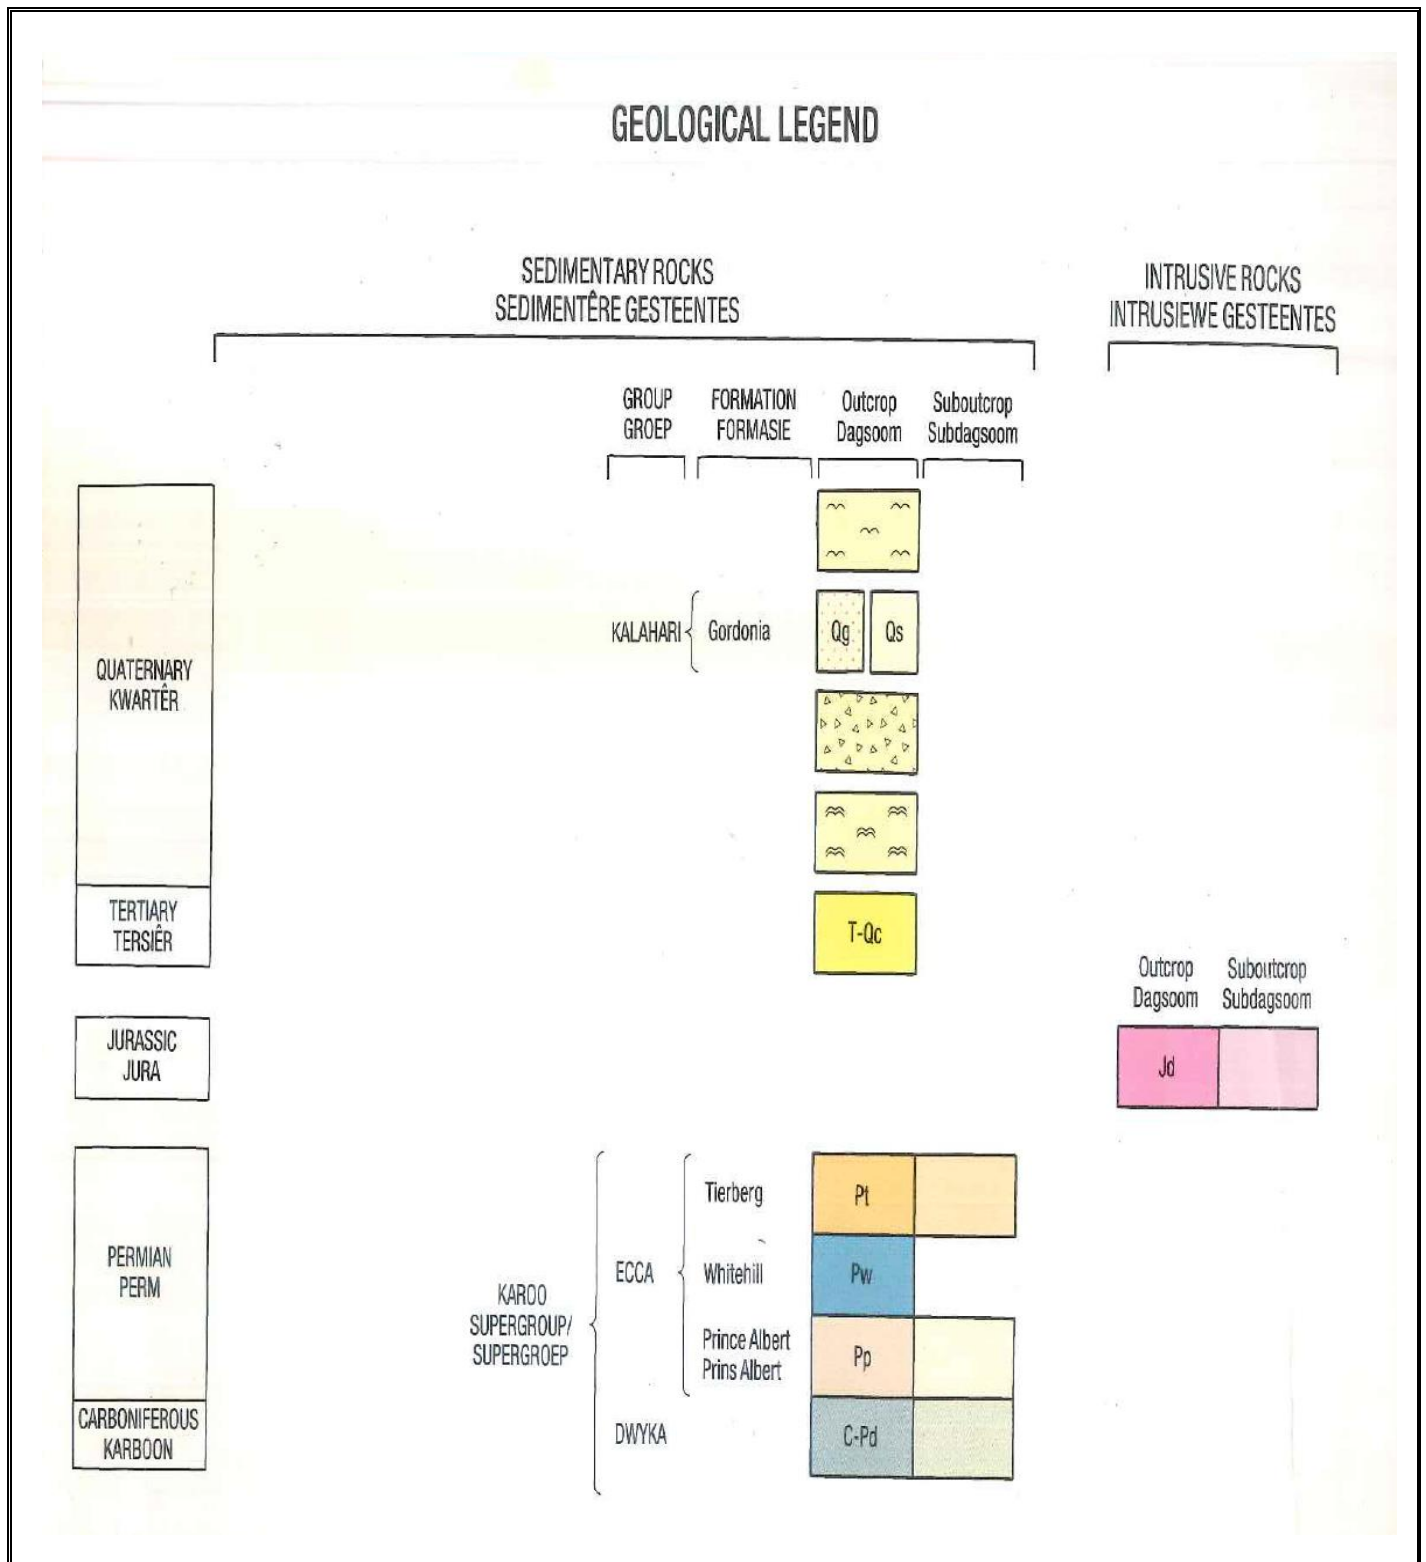 GEOLOGICAL LEGEND
SEDIMENTARY ROCKS
SEDIMENTÊRE GESTEENTES
INTRUSIVE ROCKS
INTRUSIEWE GESTEENTES
GROUP
GROEP
FORMATION
FORMASIE
Outcrop
Dagsoom
Suboutcrop
Subdagsoom
QUATERNARY
KWARTÊR
KALAHARI
Gordonia
Qg
Qs
TERTIARY
TERSIÊR
T-Qc
Outcrop
Dagsoom
Suboutcrop
Subdagsoom
JURASSIC
JURA
Jd
PERMIAN
PERM
KAROO
SUPERGROUP/
SUPERGROEP
ECCA
Tierberg
Pt
Whitehill
Pw
Prince Albert
Prins Albert
Pp
CARBONIFEROUS
KARBOON
DWYKA
C-Pd